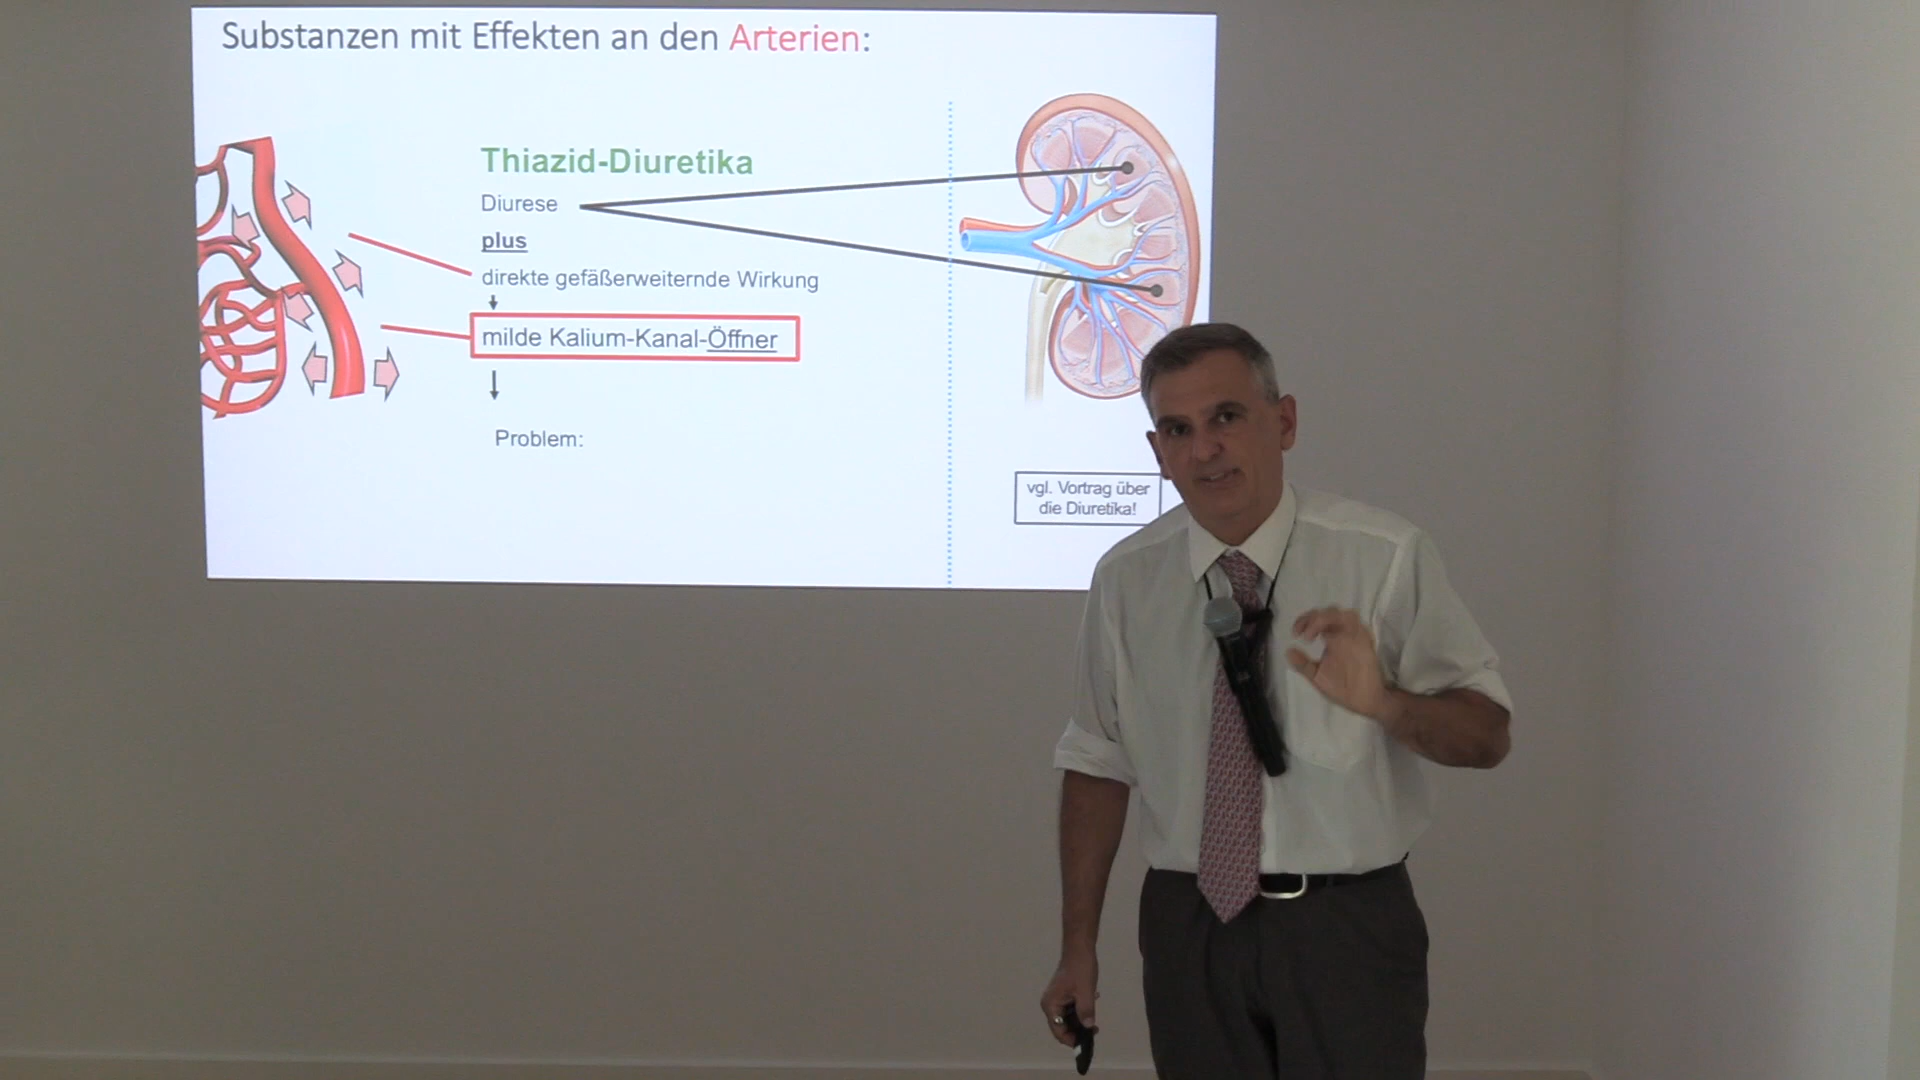 Substanzen mit Effekten an den Arterien:
Thiazid-Diuretika
Diurese
plus
direkte gefäßerweiternde Wirkung
milde Kalium-Kanal-Öffner
Problem:
vgl. Vortrag über
die Diuretika!